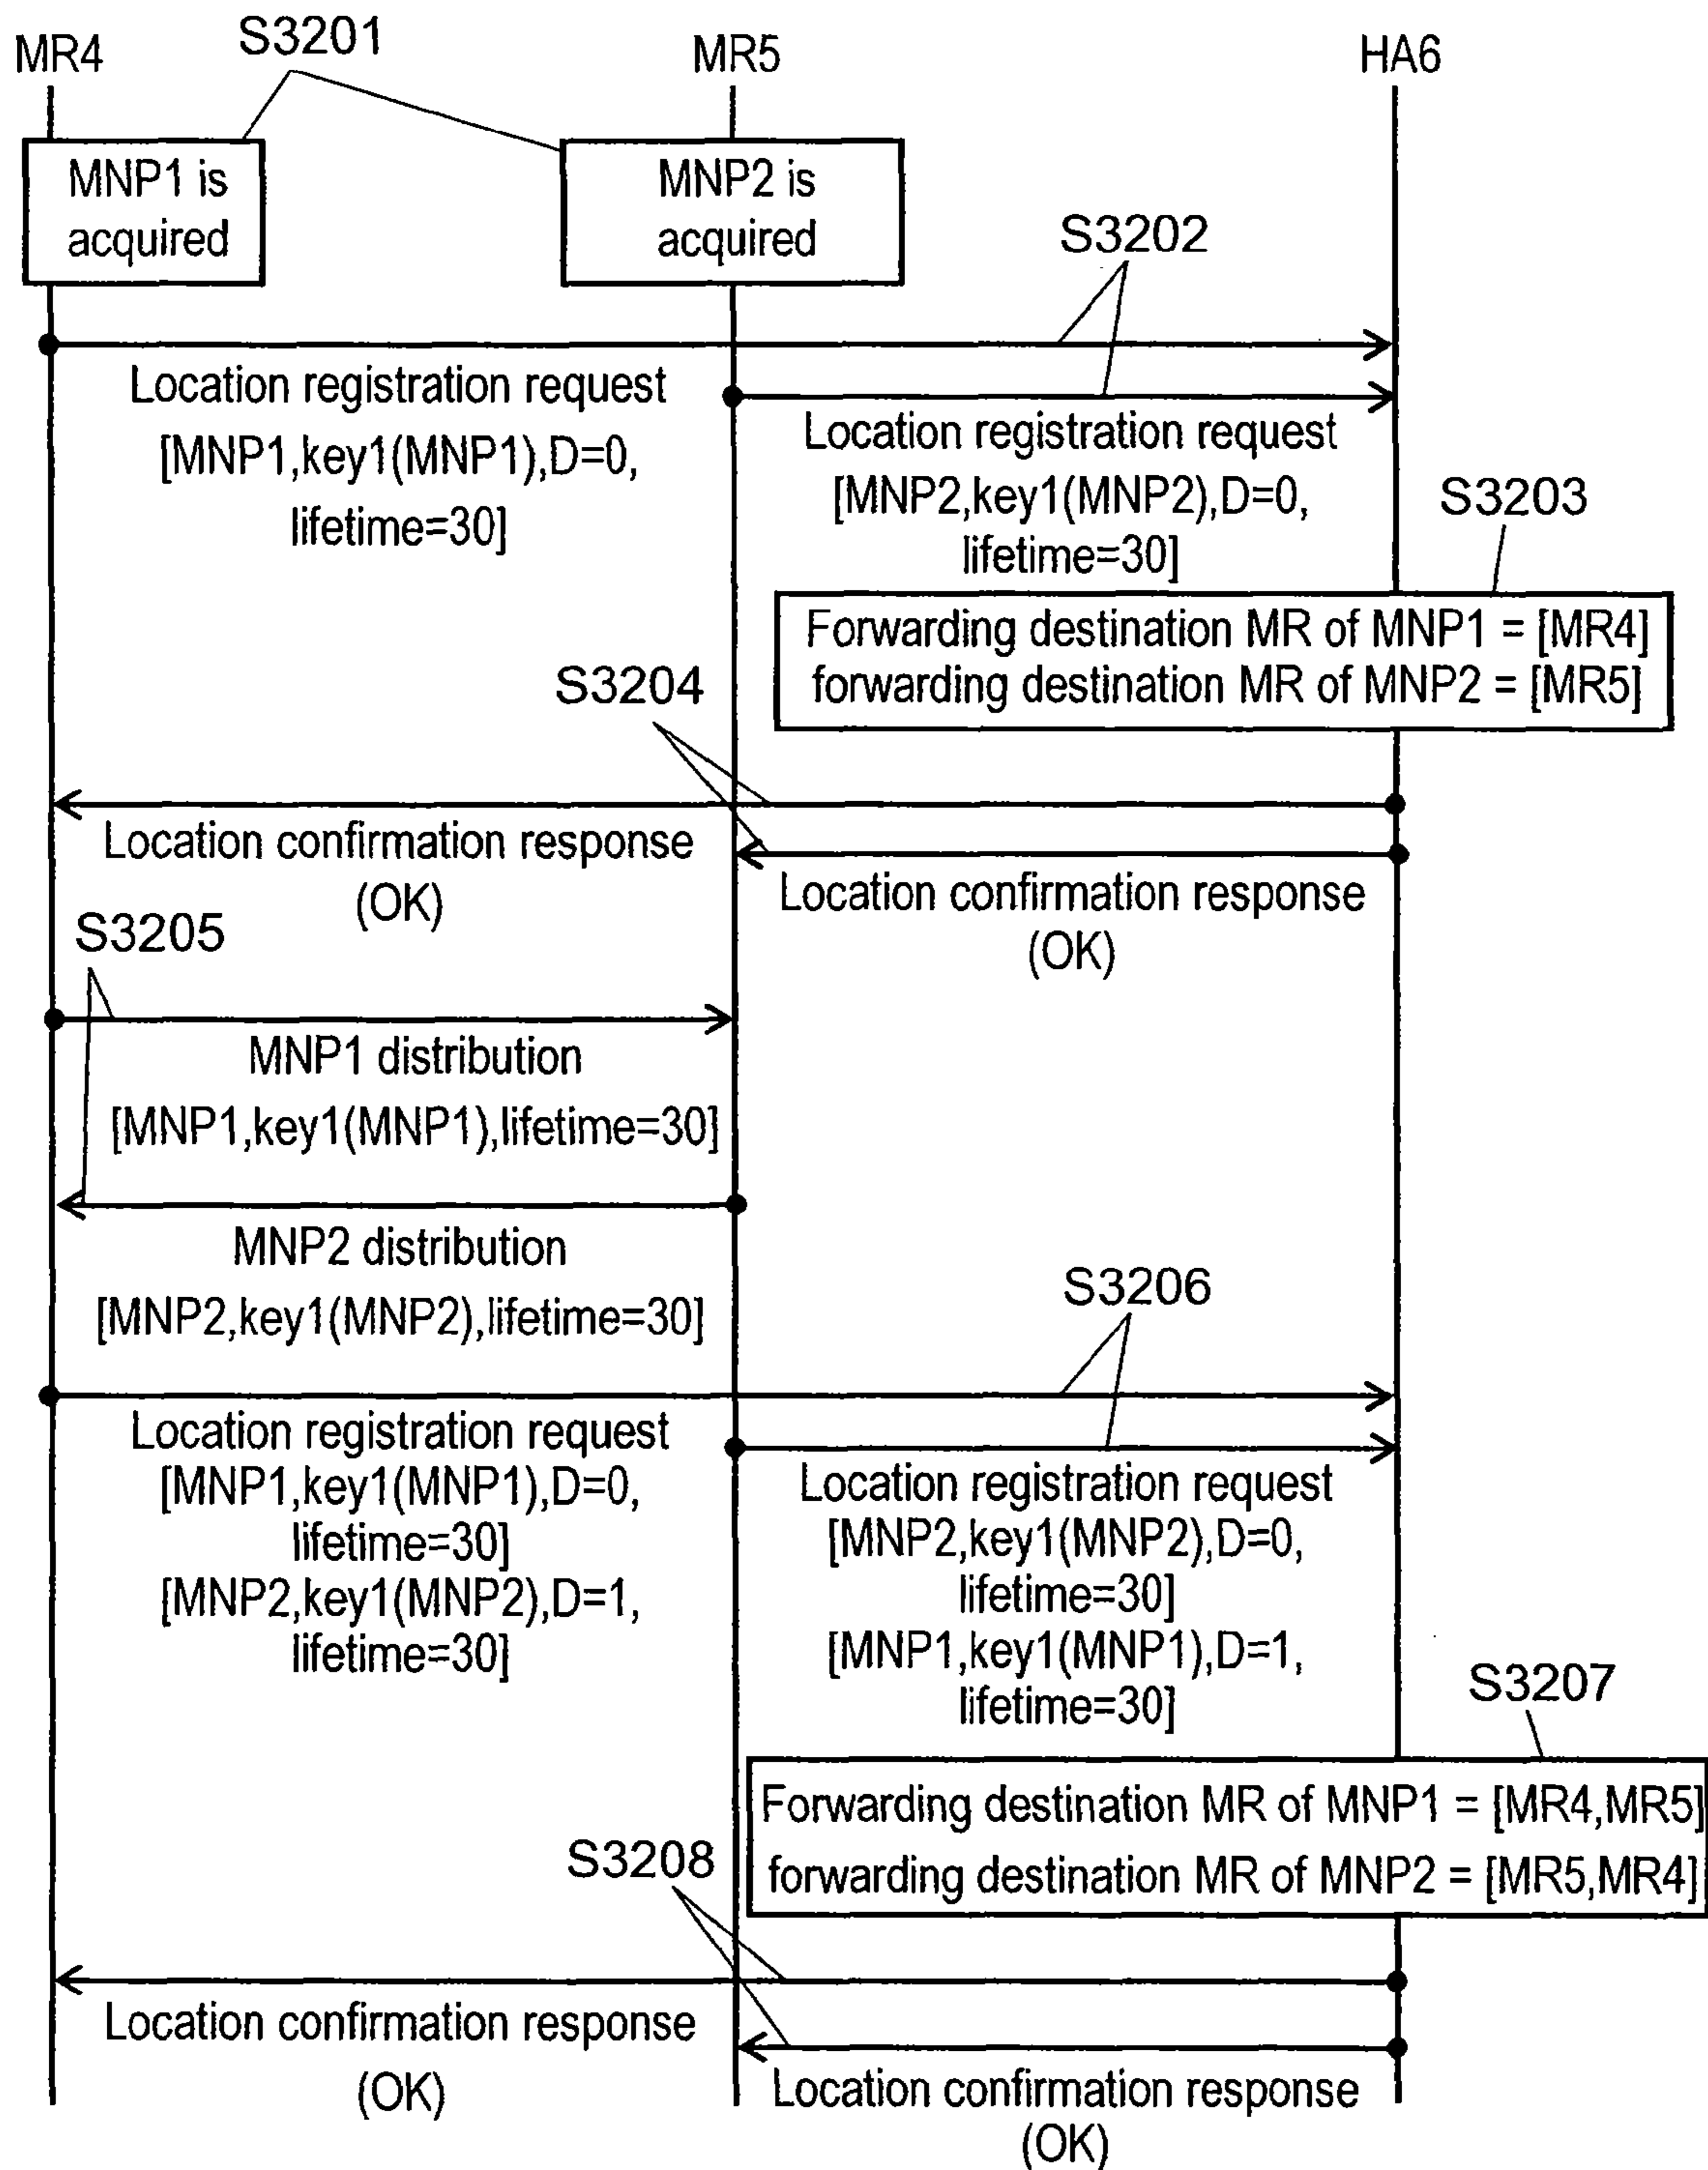 MR4
S3201
MR5
HA6
MNP1 is
acquired
MNP2 is
acquired
S3202
Location registration request
[MNP1,key1(MNP1),D=0,
lifetime=30]
Location registration request
[MNP2,key1(MNP2),D=0,
lifetime=30]
S3203
Forwarding destination MR of MNP1 = [MR4]
forwarding destination MR of MNP2 = [MR5]
S3204
Location confirmation response
(OK)
Location confirmation response
(OK)
S3205
MNP1 distribution
[MNP1,key1(MNP1),lifetime=30]
MNP2 distribution
[MNP2,key1(MNP2),lifetime=30]
S3206
Location registration request
[MNP1,key1(MNP1),D=0,
lifetime=30]
[MNP2,key1(MNP2),D=1,
lifetime=30]
Location registration request
[MNP2,key1(MNP2),D=0,
lifetime=30]
[MNP1,key1(MNP1),D=1,
lifetime=30]
S3207
Forwarding destination MR of MNP1 = [MR4,MR5]
forwarding destination MR of MNP2 = [MR5,MR4]
S3208
Location confirmation response
(OK)
Location confirmation response
(OK)